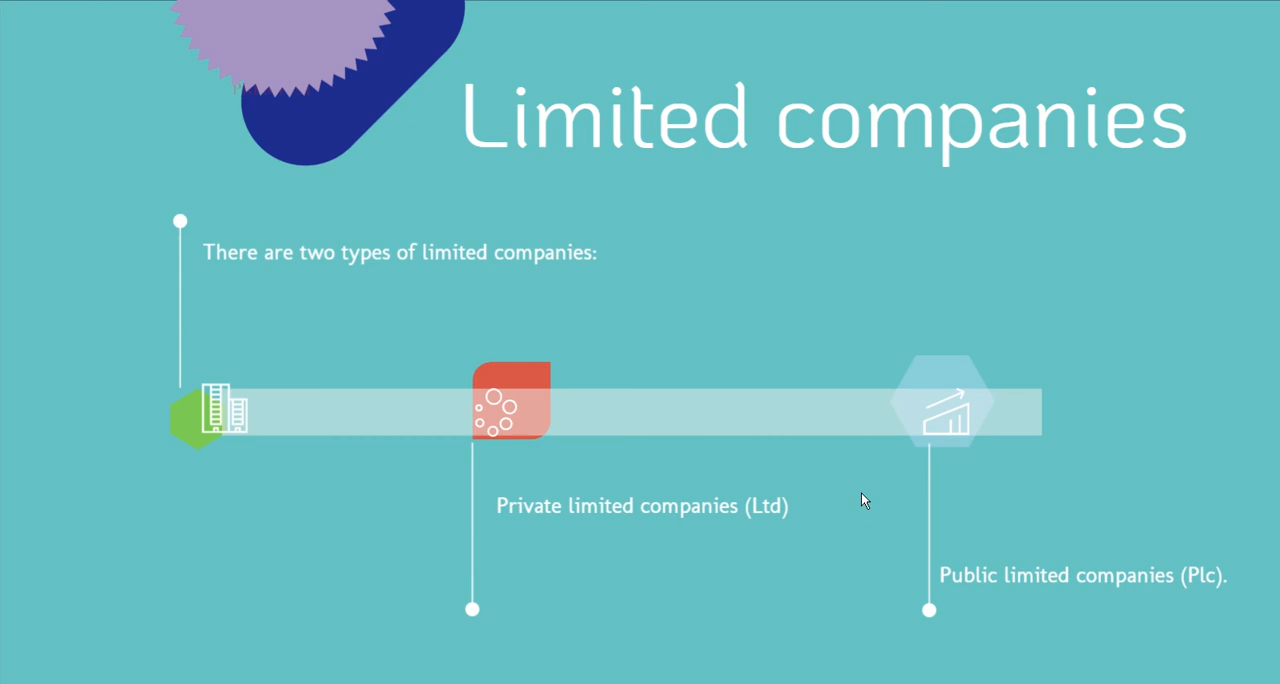 Limited companies
There are two types of limited companies:
Private limited companies (Ltd)
Public limited companies (Plc).